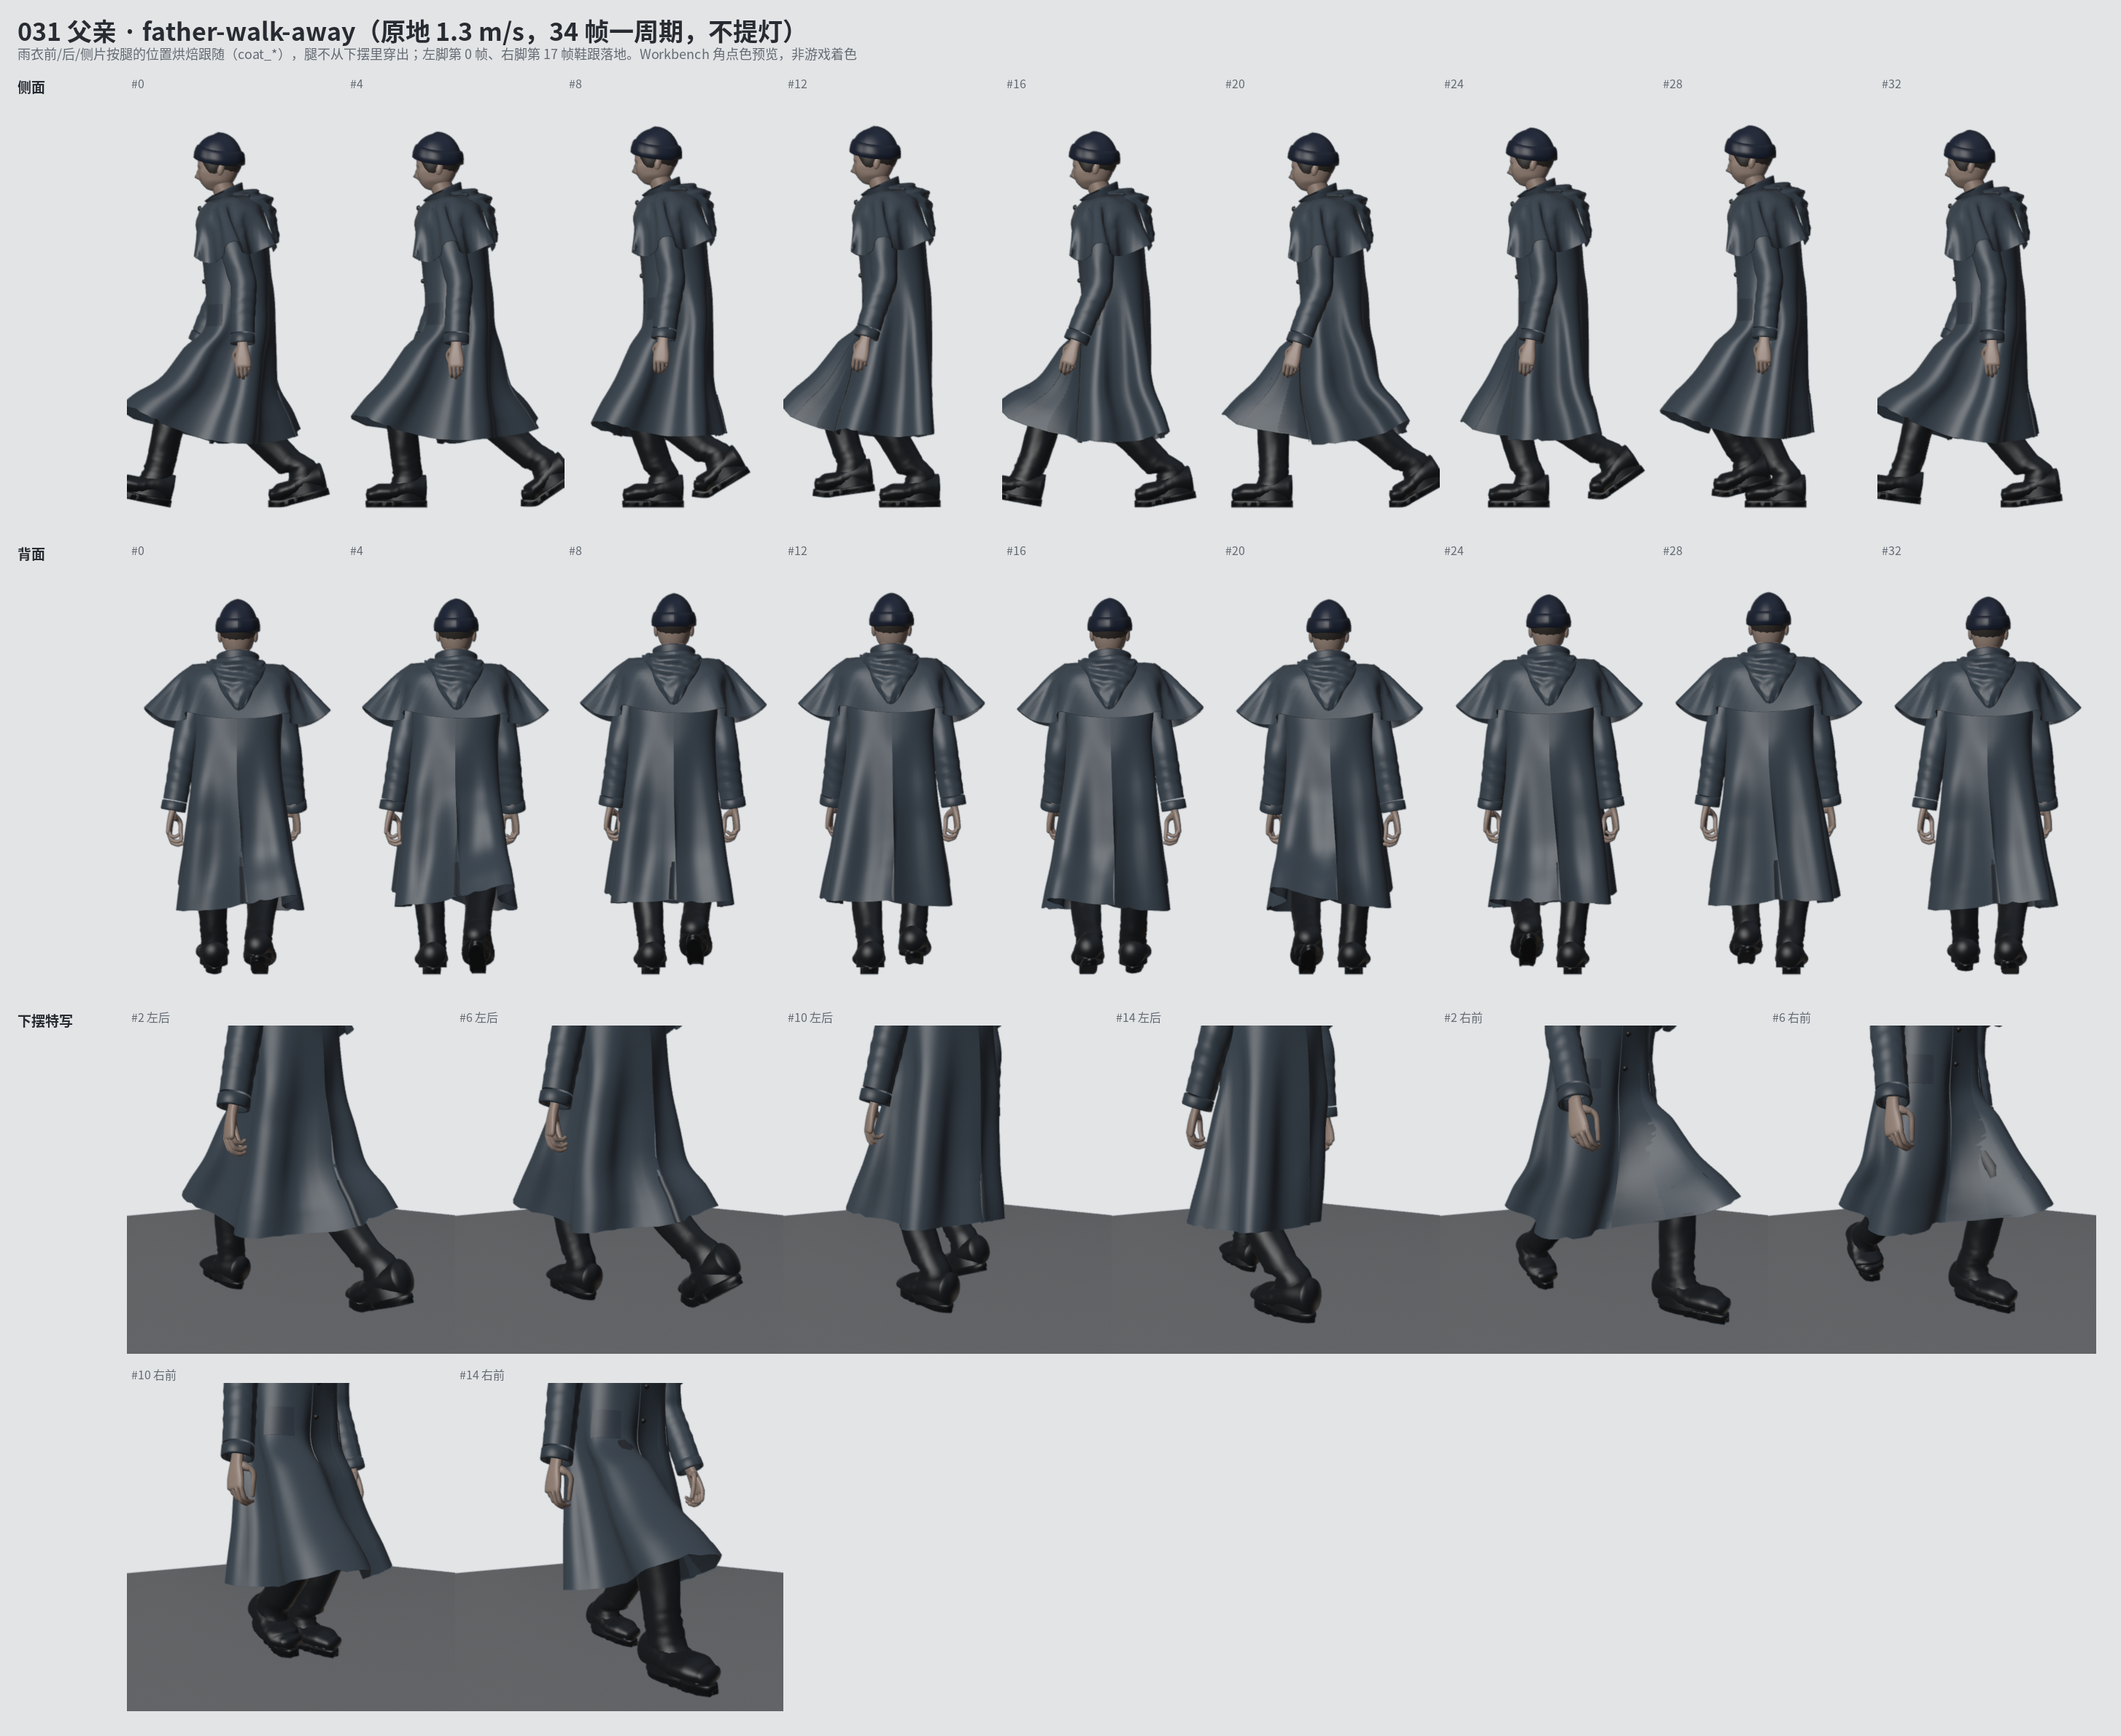 031 父亲 · father-walk-away（原地 1.3 m/s，34 帧一周期，不提灯）
雨衣前/后/侧片按腿的位置烘焙跟随（coat_*），腿不从下摆里穿出；左脚第 0 帧、右脚第 17 帧鞋跟落地。Workbench 角点色预览，非游戏着色
侧面 #0 #4 #8 #12 #16 #20 #24 #28 #32
背面 #0 #4 #8 #12 #16 #20 #24 #28 #32
下摆特写 #2 左后 #6 左后 #10 左后 #14 左后 #2 右前 #6 右前
#10 右前 #14 右前